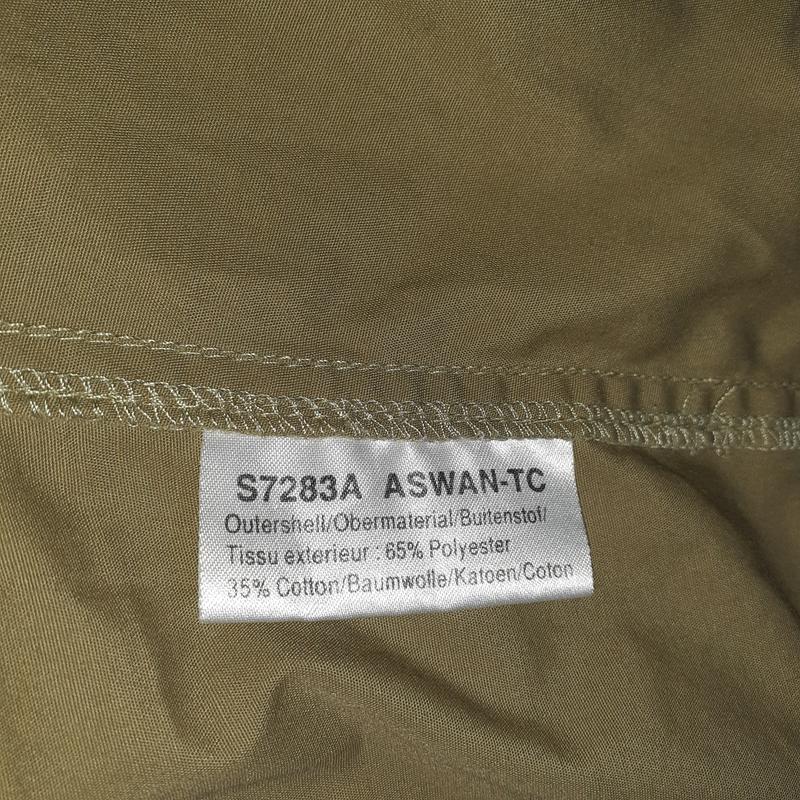 S7283A ASWAN-TC
Outershell/Obermaterial/Buitenstof/
Tissu exterieur : 65% Polyester
35% Cotton/Baumwolle/Katoen/Coton